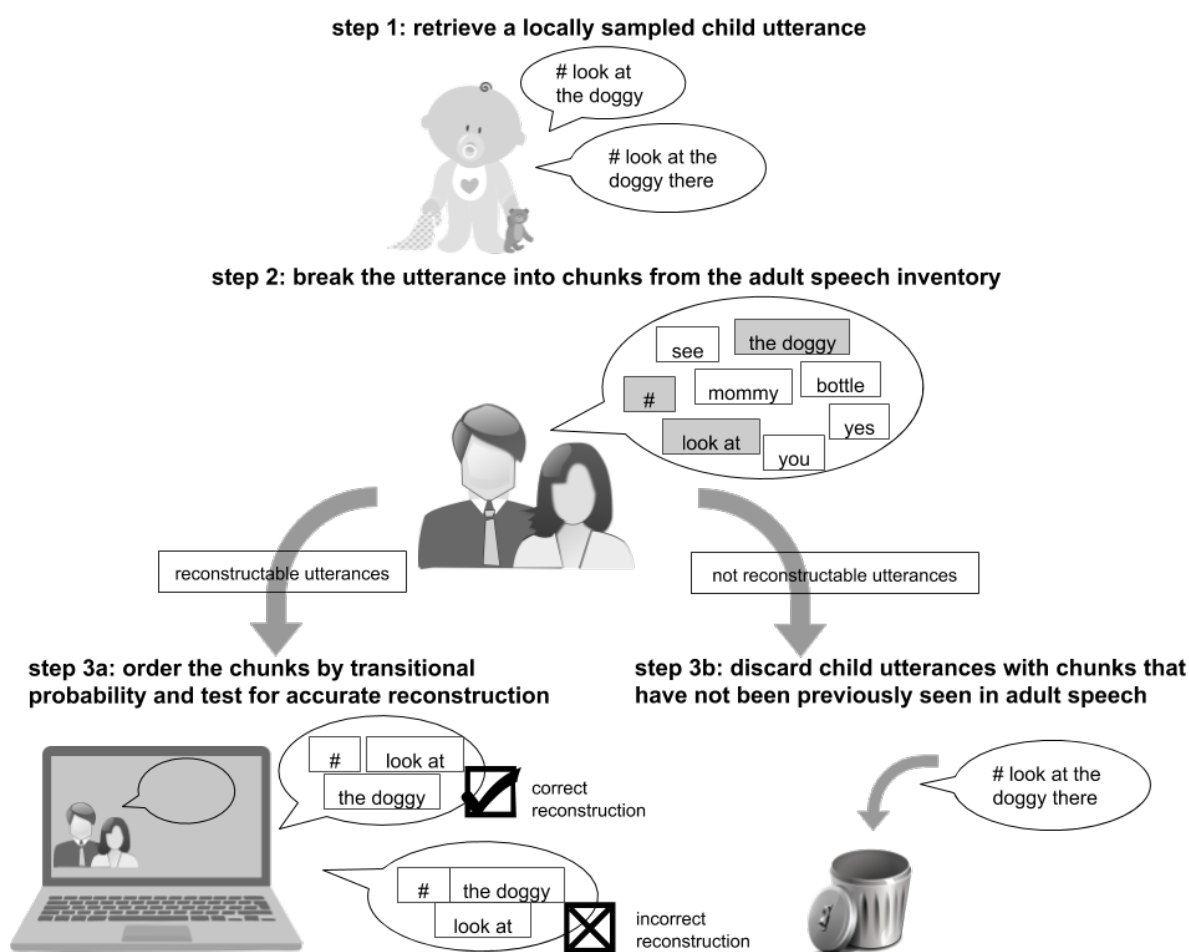 step 1: retrieve a locally sampled child utterance
# look at
the doggy
# look at the
doggy there
step 2: break the utterance into chunks from the adult speech inventory
see
the doggy
#
mommy
bottle
look at
you
yes
reconstructable utterances
not reconstructable utterances
step 3a: order the chunks by transitional
probability and test for accurate reconstruction
# look at
the doggy
correct
reconstruction
# the doggy
look at
incorrect
reconstruction
step 3b: discard child utterances with chunks that
have not been previously seen in adult speech
# look at the
doggy there